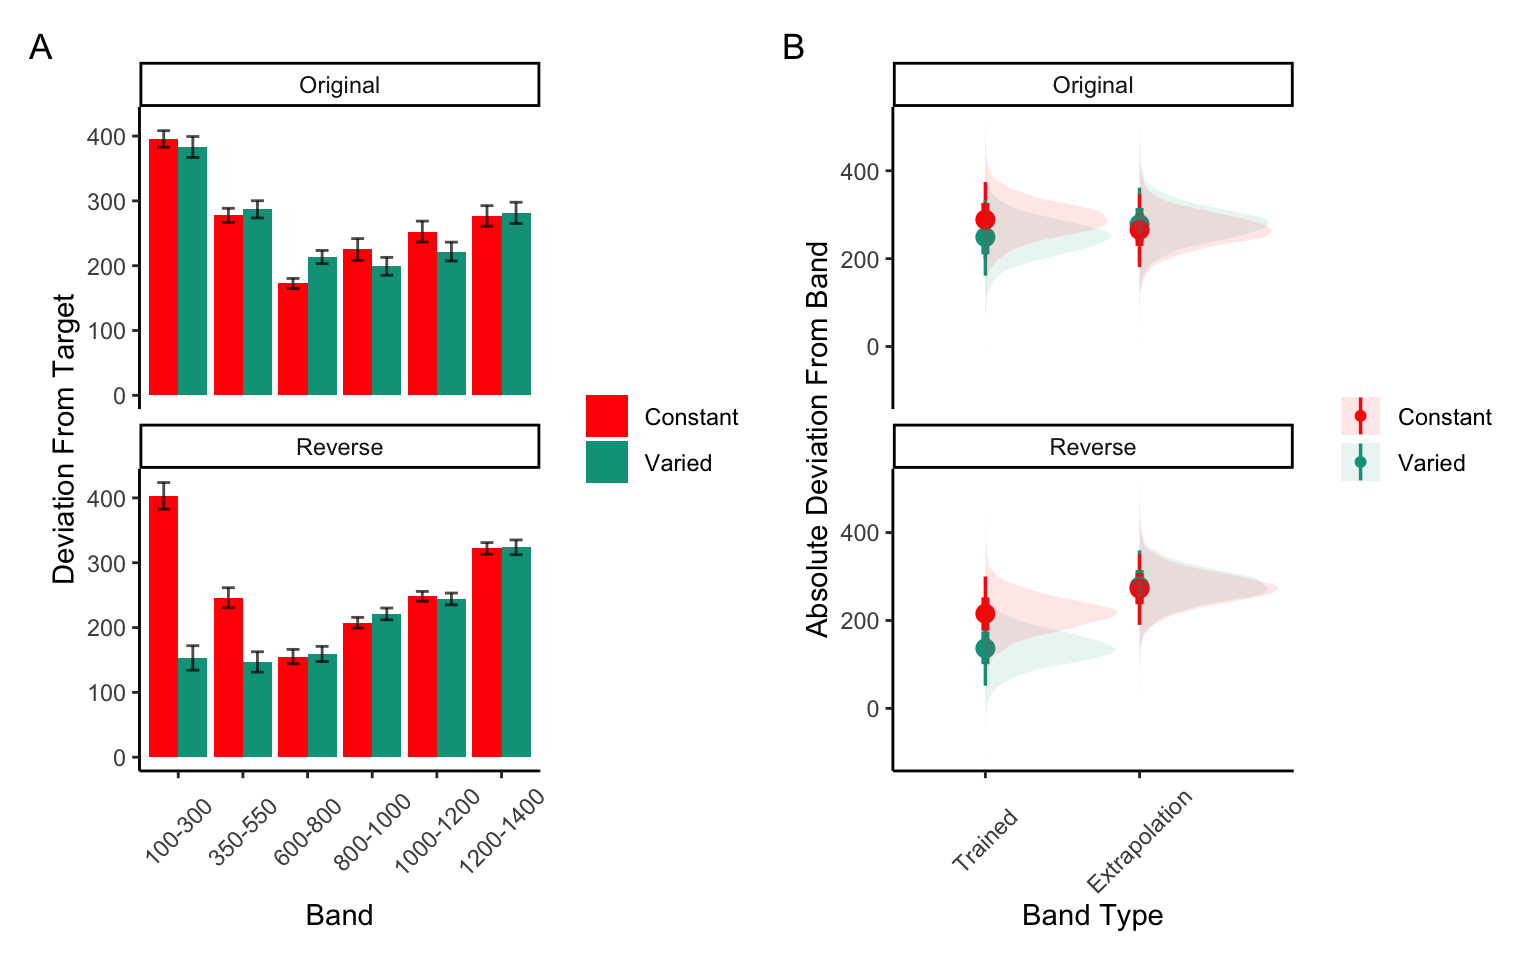 A
Original
400
300
200
100
0
Reverse
400
300
200
100
0
Deviation From Target
100-300
350-550
600-800
800-1000
1000-1200
1200-1400
Band
Constant
Varied
B
Original
400
200
0
Reverse
400
200
0
Absolute Deviation From Band
Trained
Extrapolation
Band Type
Constant
Varied